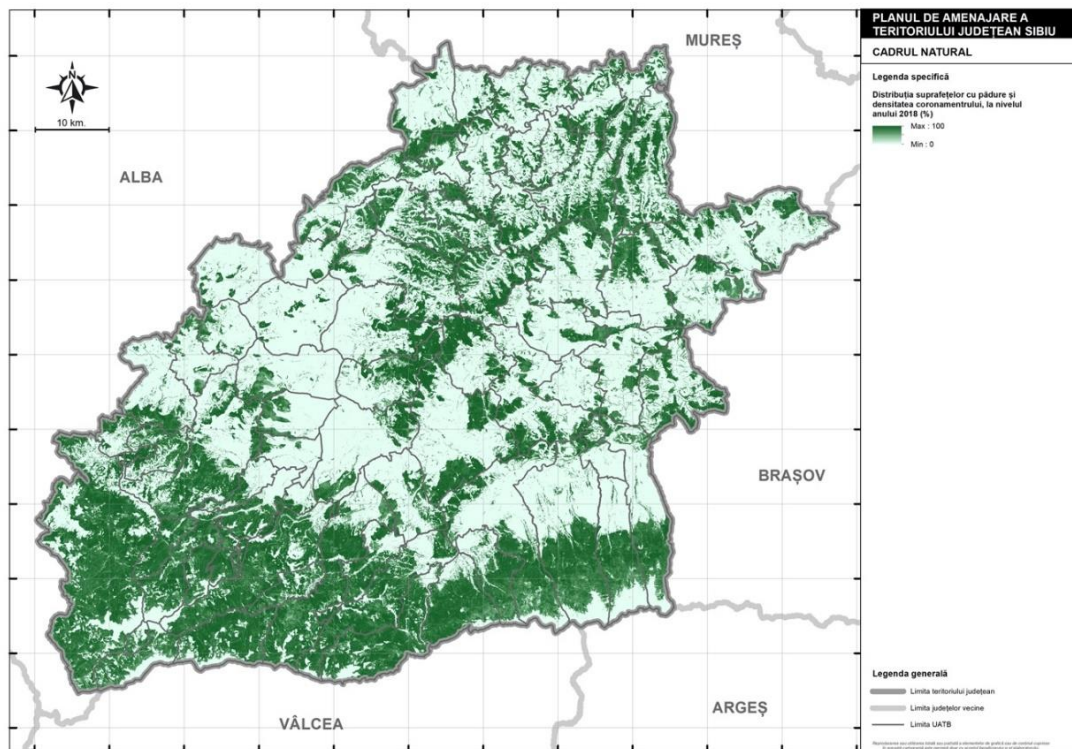 PLANUL DE AMENAJARE A
TERITORIULUI JUDEȚEAN SIBIU
CADRUL NATURAL
Legenda specifică
Distribuția suprafețelor cu pădure și
densitatea coronamentrului, la nivelul
anului 2018 (%)
Max : 100
Min : 0
N
10 km.
MUREȘ
ALBA
BRAȘOV
ARGEȘ
VÂLCEA
Legenda generală
Limita teritoriului județean
Limita județelor vecine
Limita UATB